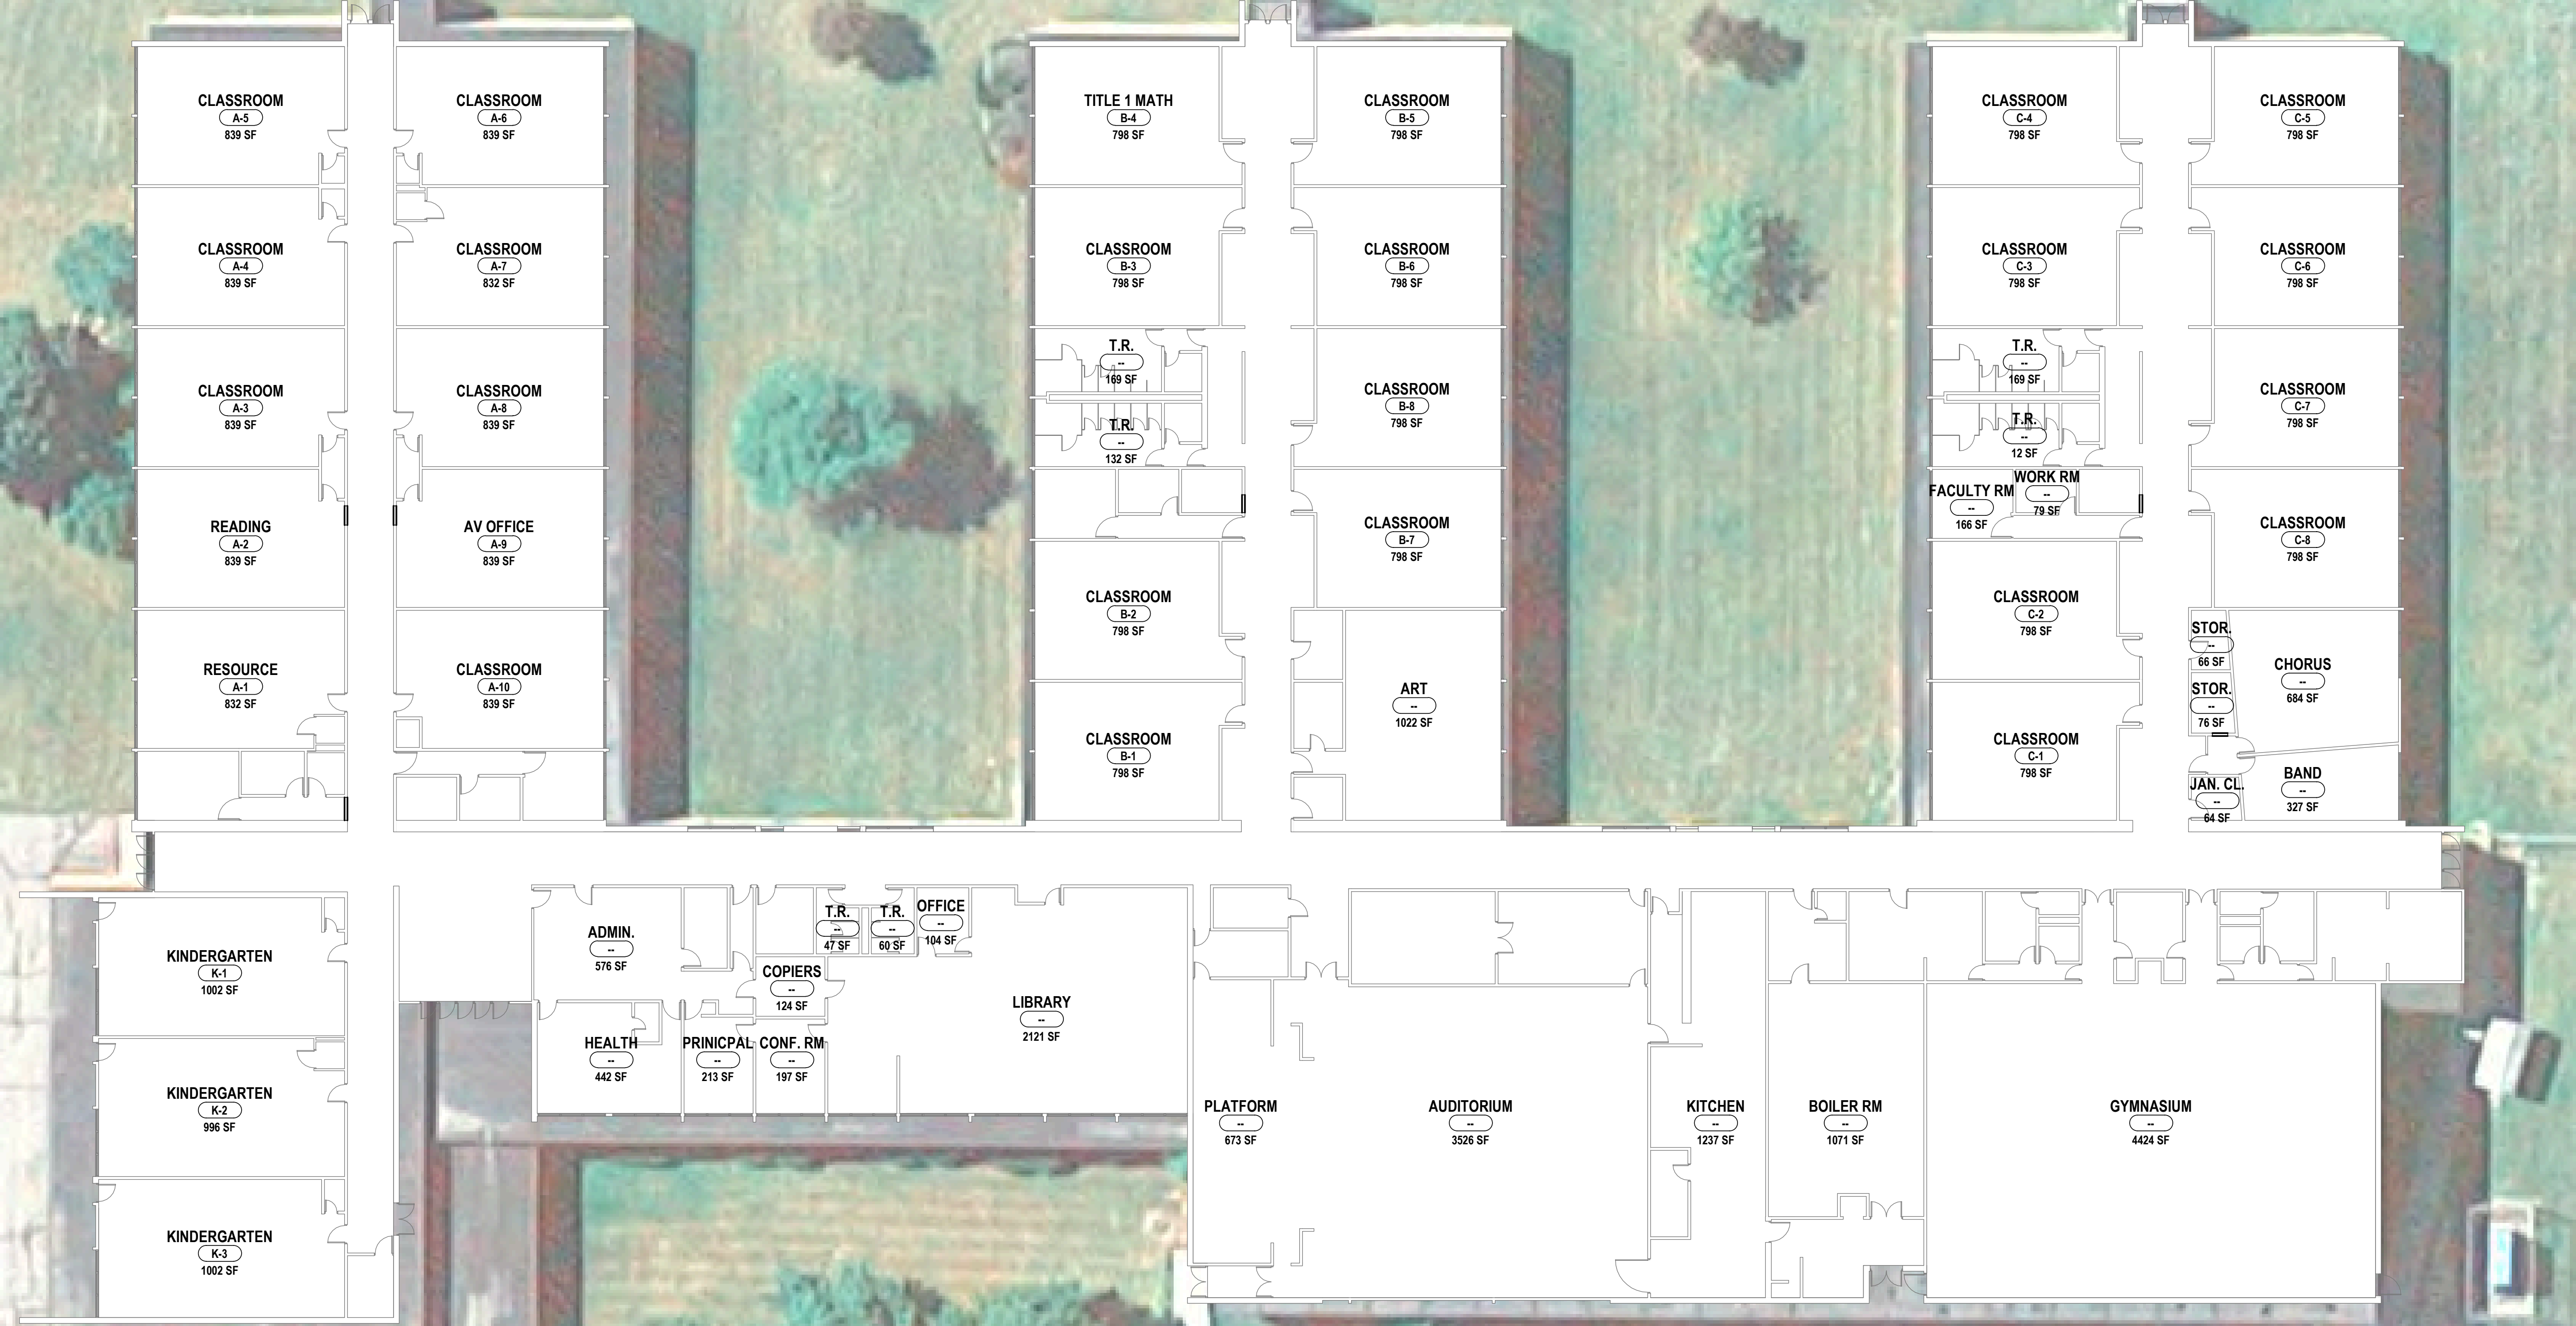 CLASSROOM
A-5
839 SF
CLASSROOM
A-6
839 SF
TITLE 1 MATH
B-4
798 SF
CLASSROOM
B-5
798 SF
CLASSROOM
C-4
798 SF
CLASSROOM
C-5
798 SF
CLASSROOM
A-4
839 SF
CLASSROOM
A-7
832 SF
CLASSROOM
B-3
798 SF
CLASSROOM
B-6
798 SF
CLASSROOM
C-3
798 SF
CLASSROOM
C-6
798 SF
CLASSROOM
A-3
839 SF
CLASSROOM
A-8
839 SF
T.R.
--
169 SF
T.R.
--
132 SF
CLASSROOM
B-8
798 SF
T.R.
--
169 SF
T.R.
--
12 SF
CLASSROOM
C-7
798 SF
READING
A-2
839 SF
AV OFFICE
A-9
839 SF
CLASSROOM
B-7
798 SF
FACULTY RM
--
166 SF
WORK RM
--
79 SF
CLASSROOM
C-8
798 SF
CLASSROOM
B-2
798 SF
CLASSROOM
C-2
798 SF
RESOURCE
A-1
832 SF
CLASSROOM
A-10
839 SF
ART
--
1022 SF
STOR.
--
66 SF
STOR.
--
76 SF
CHORUS
--
684 SF
CLASSROOM
B-1
798 SF
CLASSROOM
C-1
798 SF
JAN. CL.
--
64 SF
BAND
--
327 SF
KINDERGARTEN
K-1
1002 SF
ADMIN.
--
576 SF
T.R.
--
47 SF
T.R.
--
60 SF
OFFICE
--
104 SF
COPIERS
--
124 SF
LIBRARY
--
2121 SF
KINDERGARTEN
K-2
996 SF
HEALTH
--
442 SF
PRINICPAL
--
213 SF
CONF. RM
--
197 SF
PLATFORM
--
673 SF
AUDITORIUM
--
3526 SF
KITCHEN
--
1237 SF
BOILER RM
--
1071 SF
GYMNASIUM
--
4424 SF
KINDERGARTEN
K-3
1002 SF